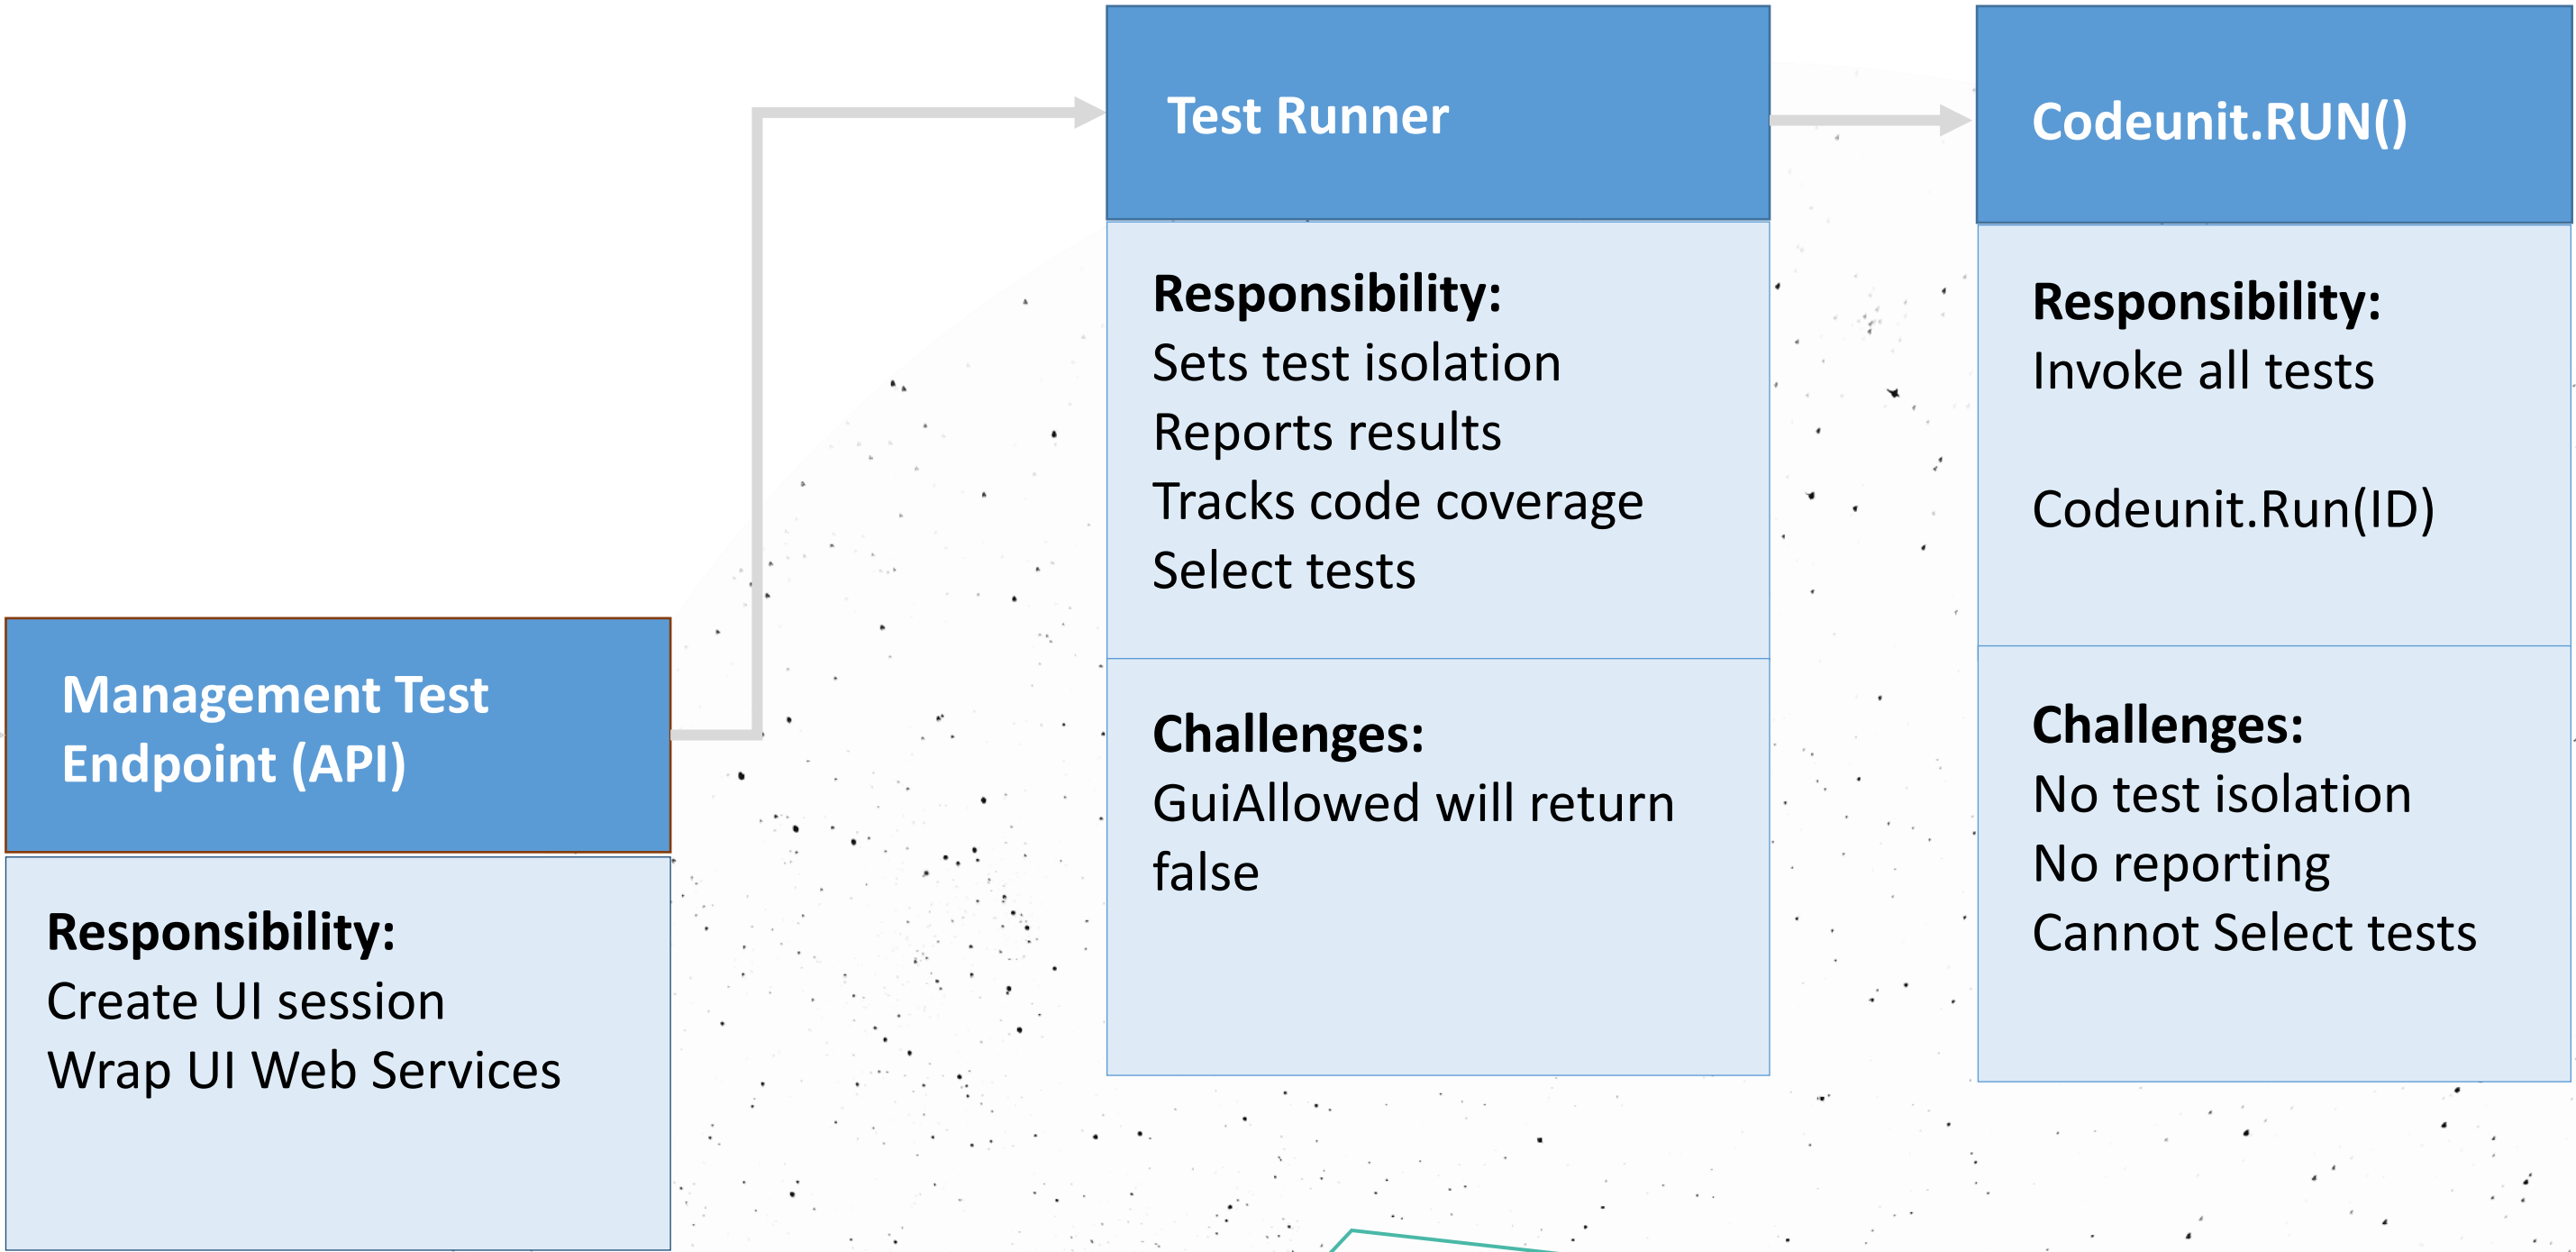 Management Test
Endpoint (API)
Responsibility:
Create UI session
Wrap UI Web Services
Test Runner
Responsibility:
Sets test isolation
Reports results
Tracks code coverage
Select tests
Challenges:
GuiAllowed will return
false
Codeunit.RUN()
Responsibility:
Invoke all tests
Codeunit.Run(ID)
Challenges:
No test isolation
No reporting
Cannot Select tests